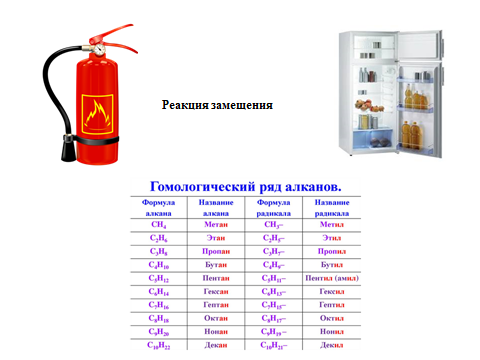 Реакция замещения
Гомологический ряд алканов.
Формула алкана Название алкана Формула радикала Название радикала
CH₄ Метан CH₃– Метил
C₂H₆ Этан C₂H₅– Этил
C₃H₈ Пропан C₃H₇– Пропил
C₄H₁₀ Бутан C₄H₉– Бутил
C₅H₁₂ Пентан C₅H₁₁– Пентил (амил)
C₆H₁₄ Гексан C₆H₁₃– Гексил
C₇H₁₆ Гептан C₇H₁₅– Гептил
C₈H₁₈ Октан C₈H₁₇– Октил
C₉H₂₀ Нонан C₉H₁₉– Нонил
C₁₀H₂₂ Декан C₁₀H₂₁– Декил